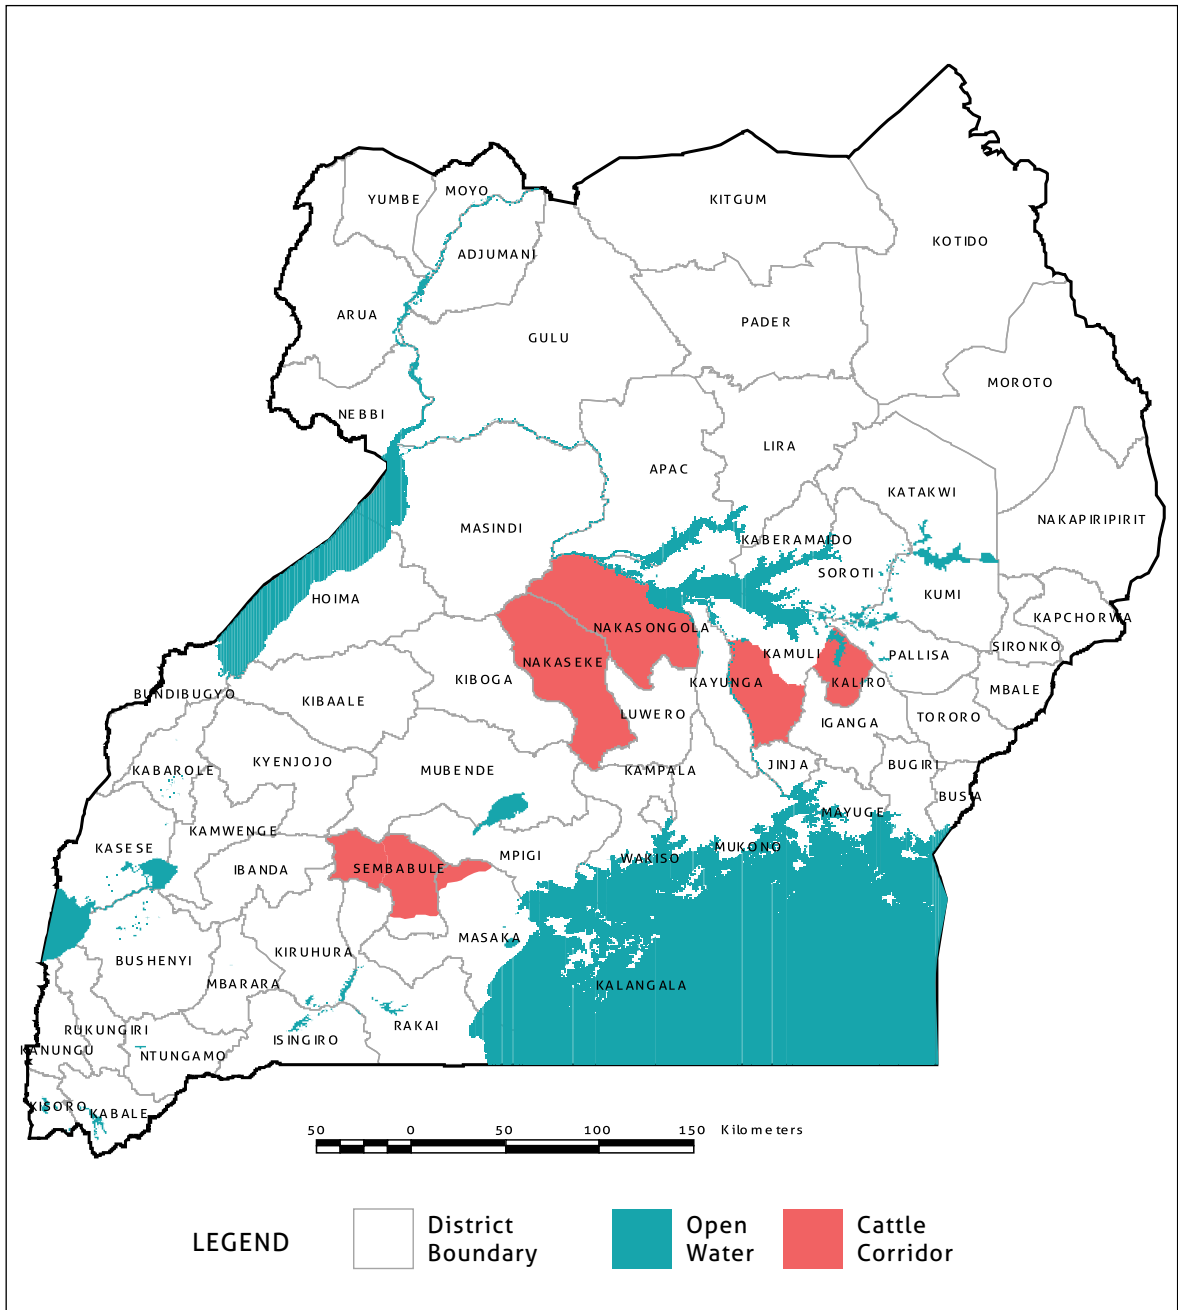 YUMBE
MOYO
KITGUM
KOTIDO
ADJUMANI
ARUA
PADER
GULU
MOROTO
NEBBI
LIRA
APAC
KATAKWI
NAKAPIRIPIRIT
MASINDI
KABERAMAIDO
SOROTI
HOIMA
KUMI
KAPCHORWA
NAKASONGOLA
SIRONKO
KAMULI
PALLISA
NAKASEKE
KIBOGA
KAYUNGA
KALIRO
MBALE
BUNDIBUGYO
KIBAALE
LUWERO
TORORO
IGANGA
KYENJOJO
JINJA
BUGIRI
KABAROLE
MUBENDE
KAMPALA
BUSIA
MAYUGE
KAMWENGE
KASESE
MUKONO
MPIGI
WAKISO
IBANDA
SEMBABULE
MASAKA
KIRUHURA
BUSHENYI
MBARARA
KALANGALA
RAKAI
RUKUNGIRI
ISINGIRO
KANUNGU
NTUNGAMO
KISORO
KABALE
50 0 50 100 150 Kilometers
LEGEND
District
Boundary
Open
Water
Cattle
Corridor